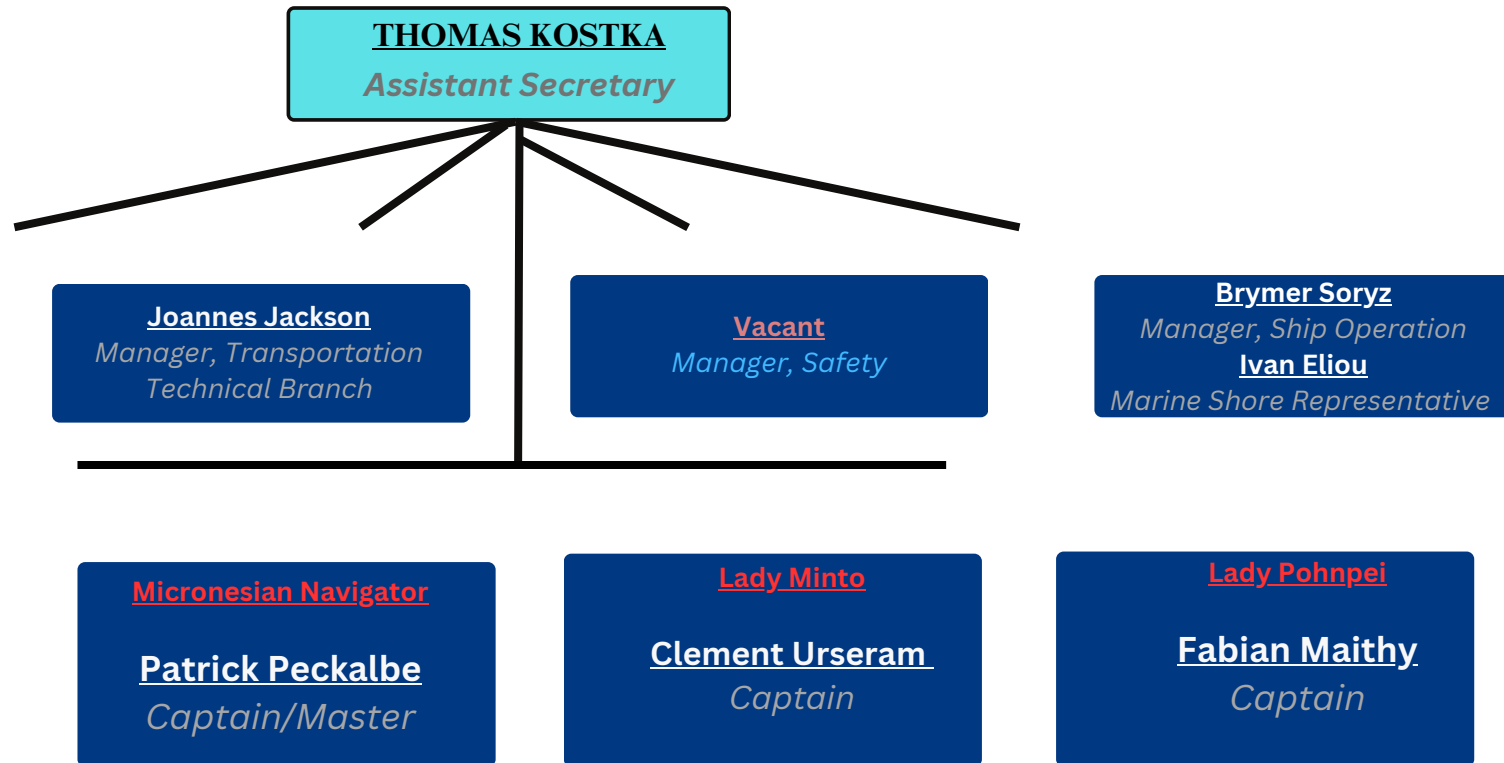 THOMAS KOSTKA
Assistant Secretary
Joannes Jackson
Manager, Transportation
Technical Branch
Vacant
Manager, Safety
Brymer Soryz
Manager, Ship Operation
Ivan Eliou
Marine Shore Representative
Micronesian Navigator
Patrick Peckalbe
Captain/Master
Lady Minto
Clement Urseram
Captain
Lady Pohnpei
Fabian Maithy
Captain